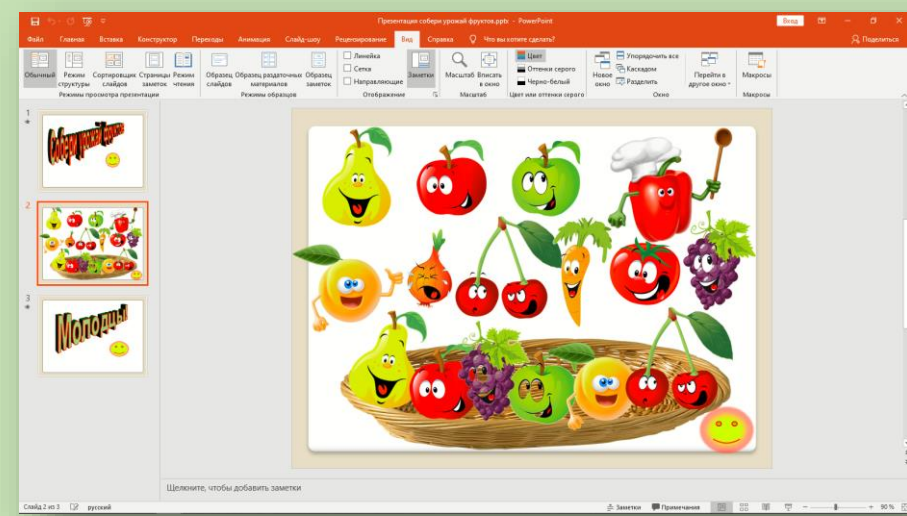 Презентация собери урожай фруктов.pptx - PowerPoint
Вход
Файл Главная Вставка Конструктор Переходы Анимация Слайд-шоу Рецензирование Вид Справка Что вы хотите сделать? Поделиться
Обычный Режим структуры Сортировщик слайдов Страницы заметок Режим чтения
Режимы просмотра презентации
Образец слайдов Образец раздаточных материалов Образец заметок
Режимы образцов
Линейка
Сетка
Направляющие
Заметки
Отображение
Масштаб Вписать в окно
Масштаб
Цвет
Оттенки серого
Черно-белый
Цвет или оттенки серого
Новое окно
Упорядочить все
Каскадом
Разделить
Перейти в другое окно
Окно
Макросы
Макросы
1
Собери урожай фруктов
2
3
Молодцы!
Щелкните, чтобы добавить заметки
Слайд 2 из 3 русский Заметки Примечания 90 %